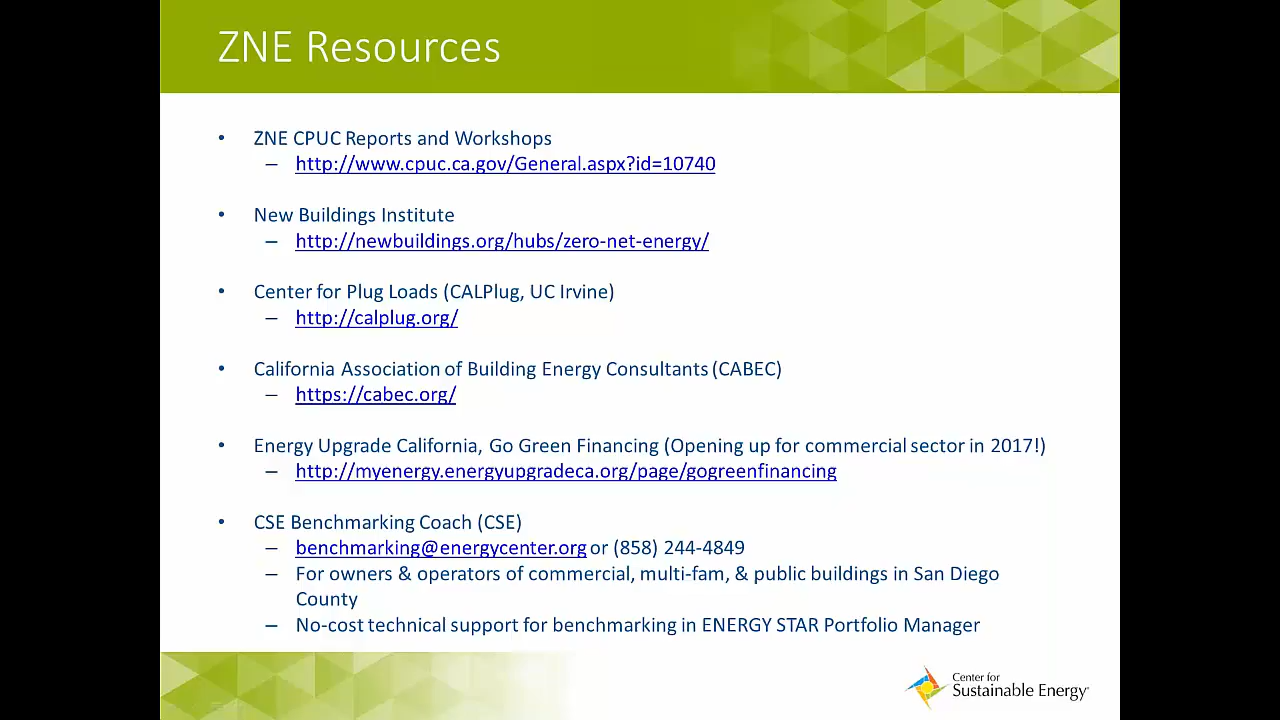 ZNE Resources
• ZNE CPUC Reports and Workshops
– http://www.cpuc.ca.gov/General.aspx?id=10740
• New Buildings Institute
– http://newbuildings.org/hubs/zero-net-energy/
• Center for Plug Loads (CALPlug, UC Irvine)
– http://calplug.org/
• California Association of Building Energy Consultants (CABEC)
– https://cabec.org/
• Energy Upgrade California, Go Green Financing (Opening up for commercial sector in 2017!)
– http://myenergy.energyupgradeca.org/page/gogreenfinancing
• CSE Benchmarking Coach (CSE)
– benchmarking@energycenter.org or (858) 244-4849
– For owners & operators of commercial, multi-fam, & public buildings in San Diego
County
– No-cost technical support for benchmarking in ENERGY STAR Portfolio Manager
Center for
Sustainable Energy